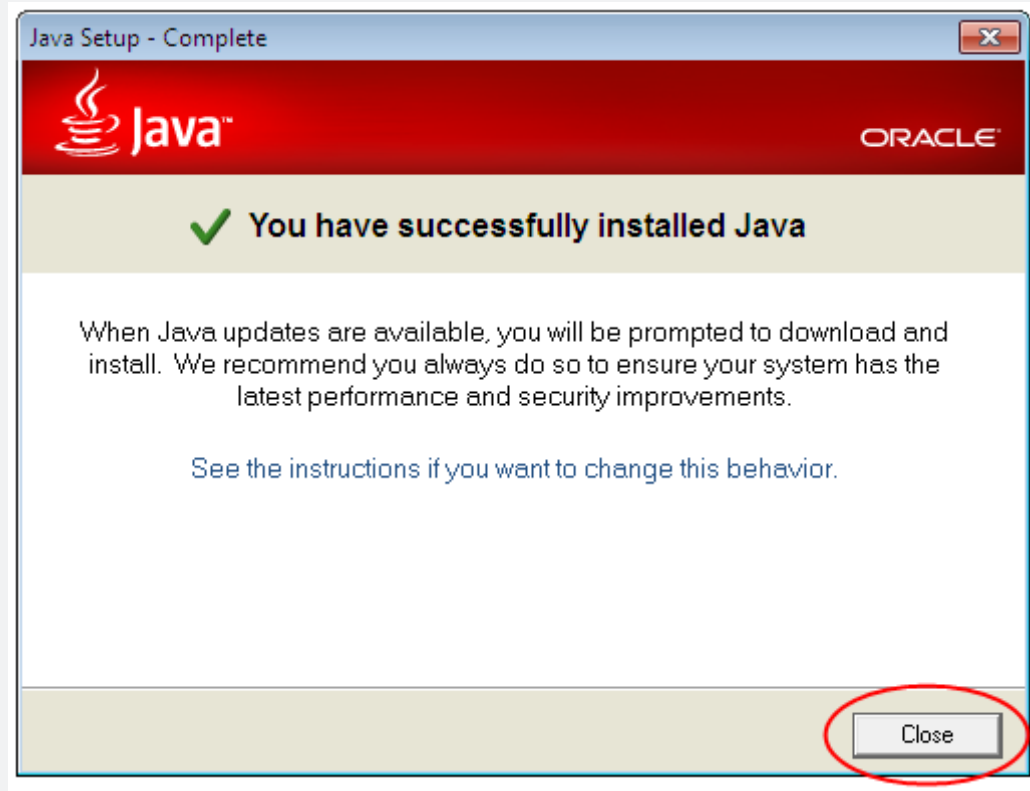 Java Setup - Complete
Java™
ORACLE®
You have successfully installed Java
When Java updates are available, you will be prompted to download and
install. We recommend you always do so to ensure your system has the
latest performance and security improvements.
See the instructions if you want to change this behavior.
Close